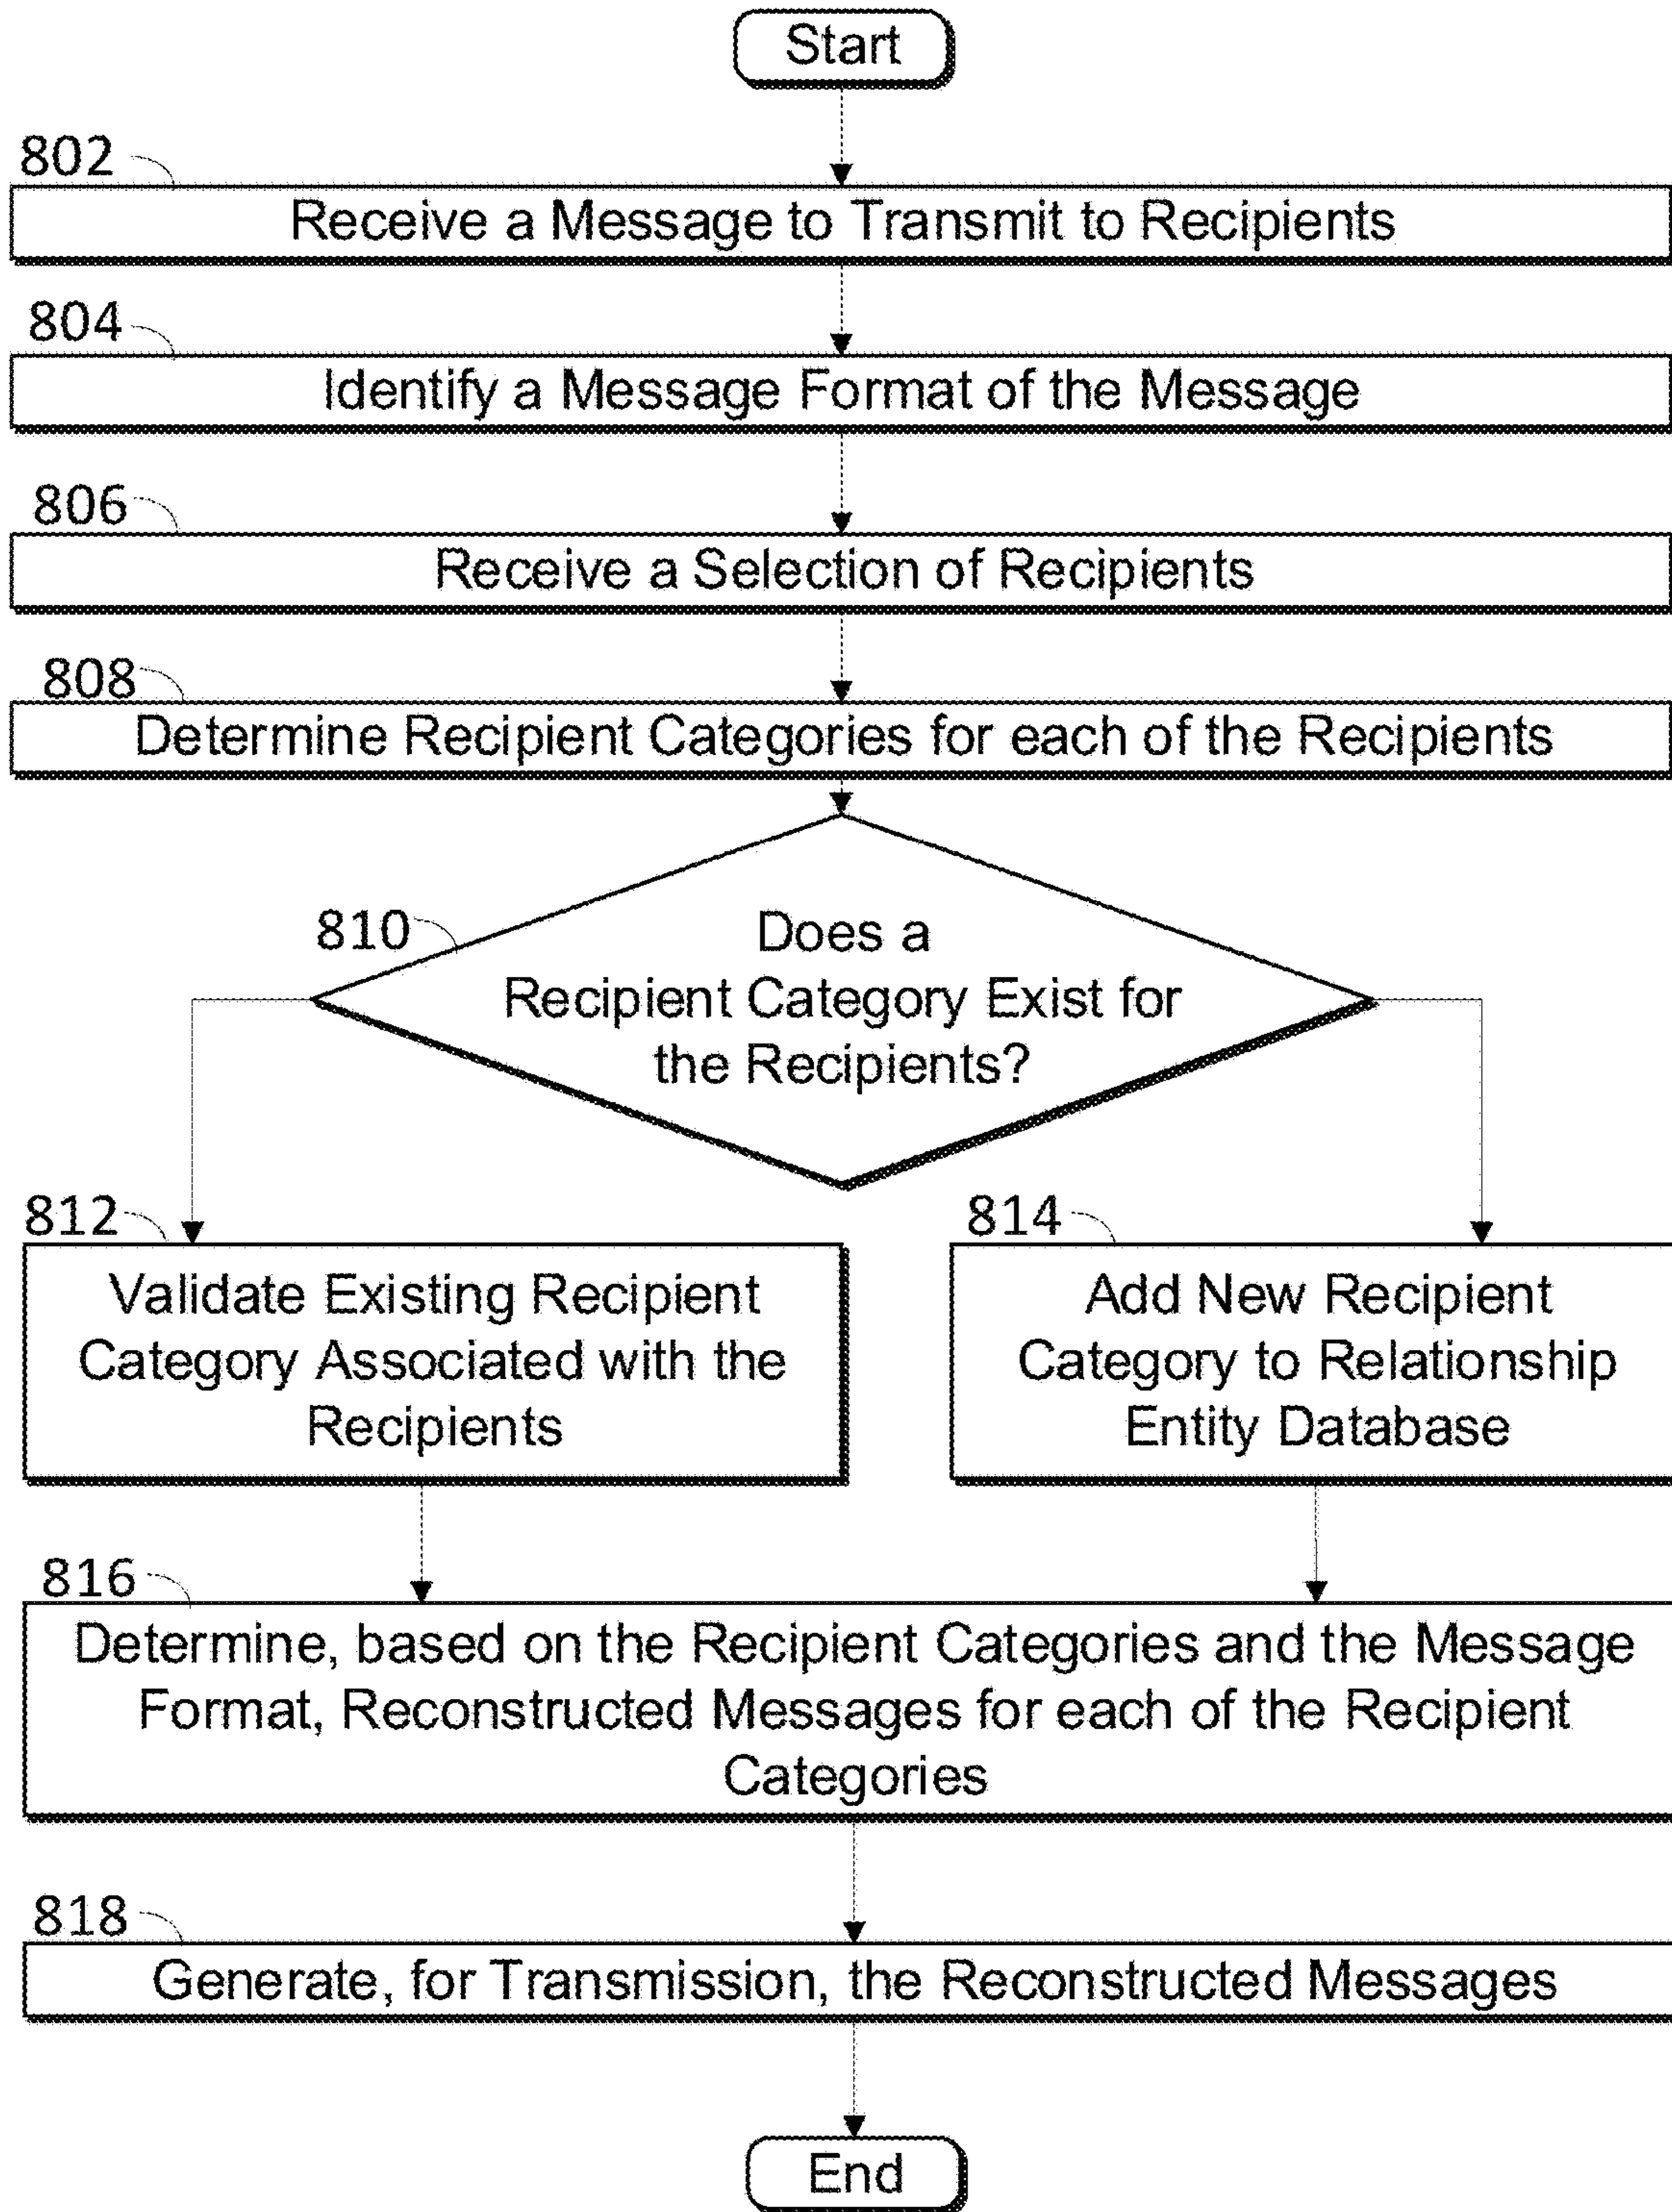 Start
802
Receive a Message to Transmit to Recipients
804
Identify a Message Format of the Message
806
Receive a Selection of Recipients
808
Determine Recipient Categories for each of the Recipients
810
Does a
Recipient Category Exist for
the Recipients?
812
Validate Existing Recipient
Category Associated with the
Recipients
814
Add New Recipient
Category to Relationship
Entity Database
816
Determine, based on the Recipient Categories and the Message
Format, Reconstructed Messages for each of the Recipient
Categories
818
Generate, for Transmission, the Reconstructed Messages
End